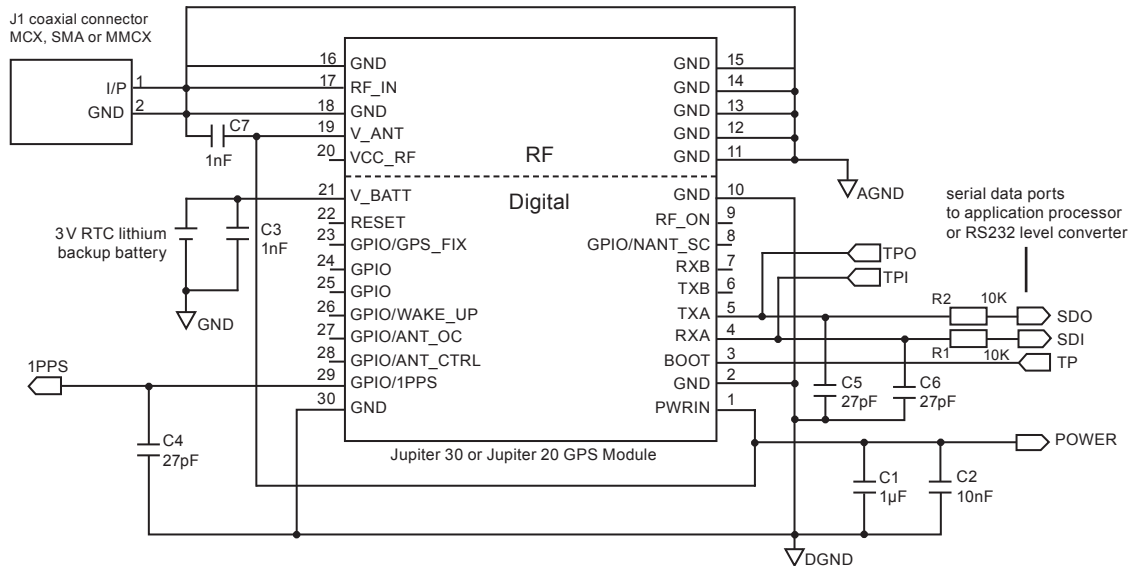 J1 coaxial connector
MCX, SMA or MMCX
I/P 1
GND 2
C7
1nF
16 GND
17 RF_IN
18 GND
19 V_ANT
20 VCC_RF
21 V_BATT
22 RESET
23 GPIO/GPS_FIX
24 GPIO
25 GPIO
26 GPIO/WAKE_UP
27 GPIO/ANT_OC
28 GPIO/ANT_CTRL
29 GPIO/1PPS
30 GND
RF
Digital
GND 15
GND 14
GND 13
GND 12
GND 11
GND 10
RF_ON 9
GPIO/NANT_SC 8
RXB 7
TXB 6
TXA 5
RXA 4
BOOT 3
GND 2
PWRIN 1
Jupiter 30 or Jupiter 20 GPS Module
3V RTC lithium
backup battery
C3
1nF
GND
1PPS
C4
27pF
AGND
serial data ports
to application processor
or RS232 level converter
TPO
TPI
R2 10K SDO
SDI
R1 10K TP
C5
27pF
C6
27pF
POWER
C1
1µF
C2
10nF
DGND